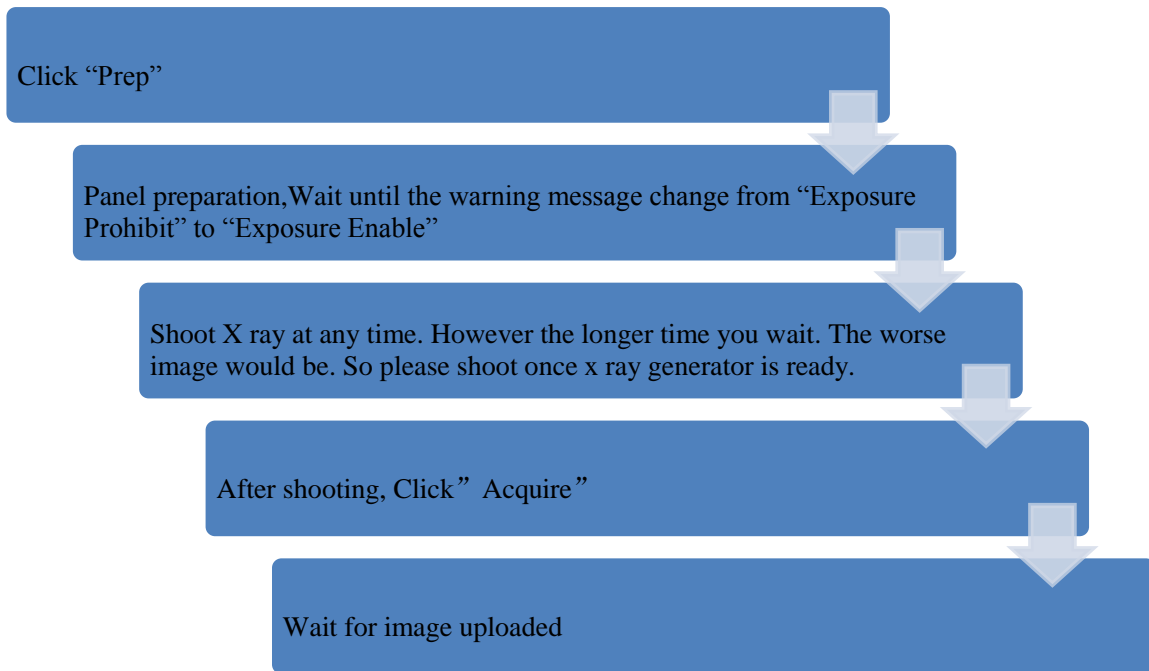 Click “Prep”
Panel preparation,Wait until the warning message change from “Exposure
Prohibit” to “Exposure Enable”
Shoot X ray at any time. However the longer time you wait. The worse
image would be. So please shoot once x ray generator is ready.
After shooting, Click” Acquire”
Wait for image uploaded